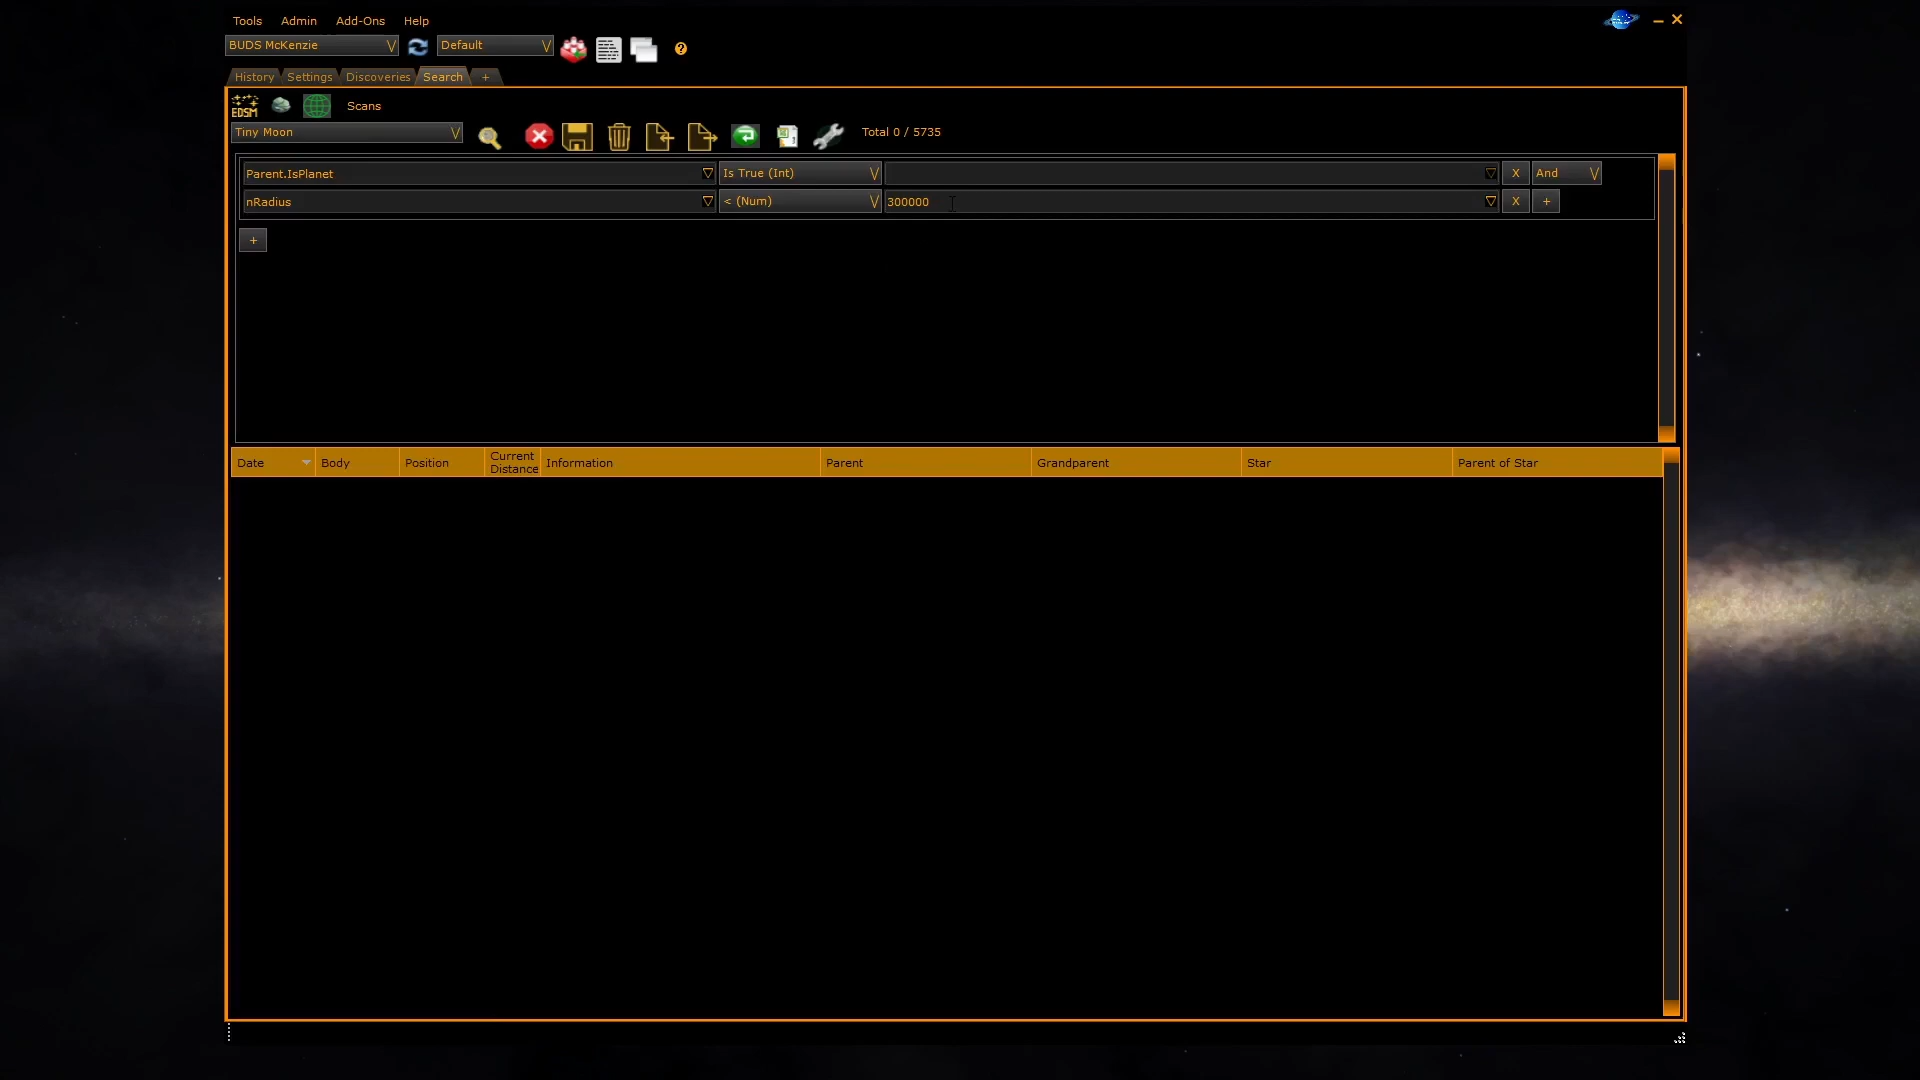 Tools Admin Add-Ons Help
BUDS McKenzie Default ?
History Settings Discoveries Search +
EDSM Scans
Tiny Moon Total 0 / 5735
Parent.IsPlanet Is True (Int) X And
nRadius < (Num) 300000 X +
+
Date Body Position Current Distance Information Parent Grandparent Star Parent of Star